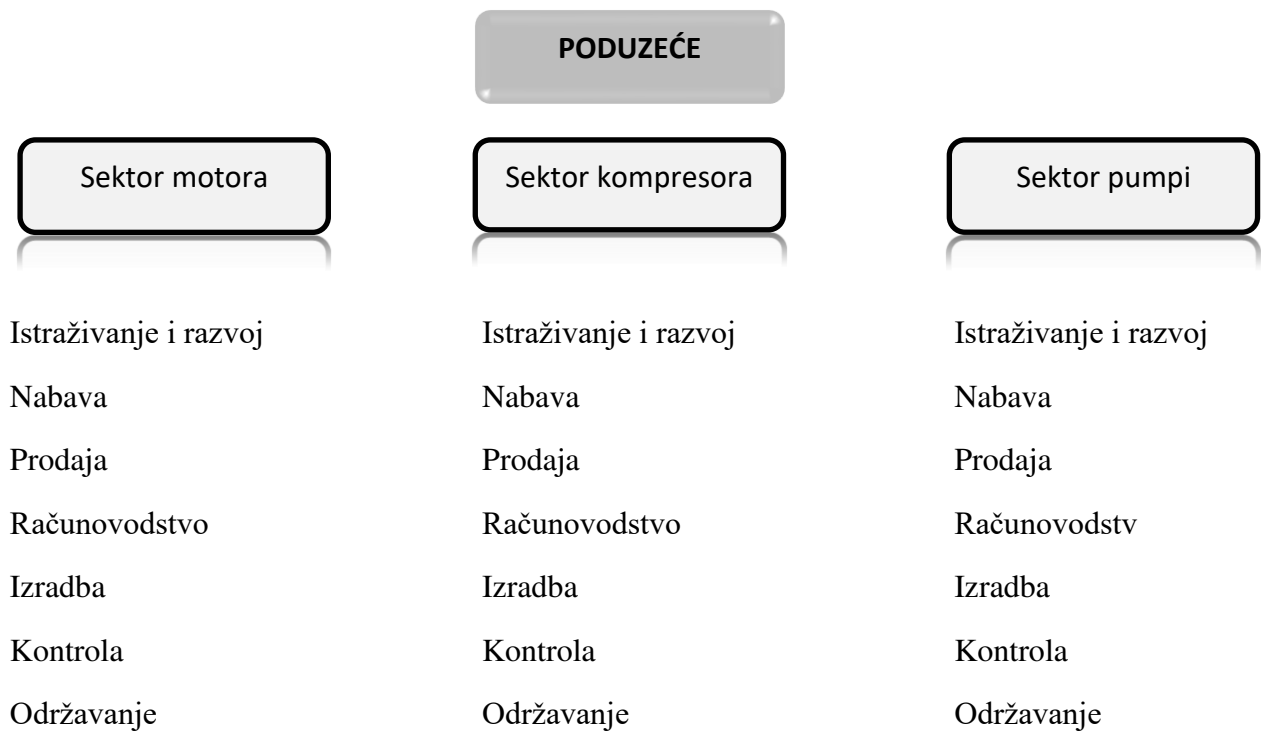 PODUZEĆE
Sektor motora
Sektor kompresora
Sektor pumpi
Istraživanje i razvoj
Istraživanje i razvoj
Istraživanje i razvoj
Nabava
Nabava
Nabava
Prodaja
Prodaja
Prodaja
Računovodstvo
Računovodstvo
Računovodstv
Izradba
Izradba
Izradba
Kontrola
Kontrola
Kontrola
Održavanje
Održavanje
Održavanje